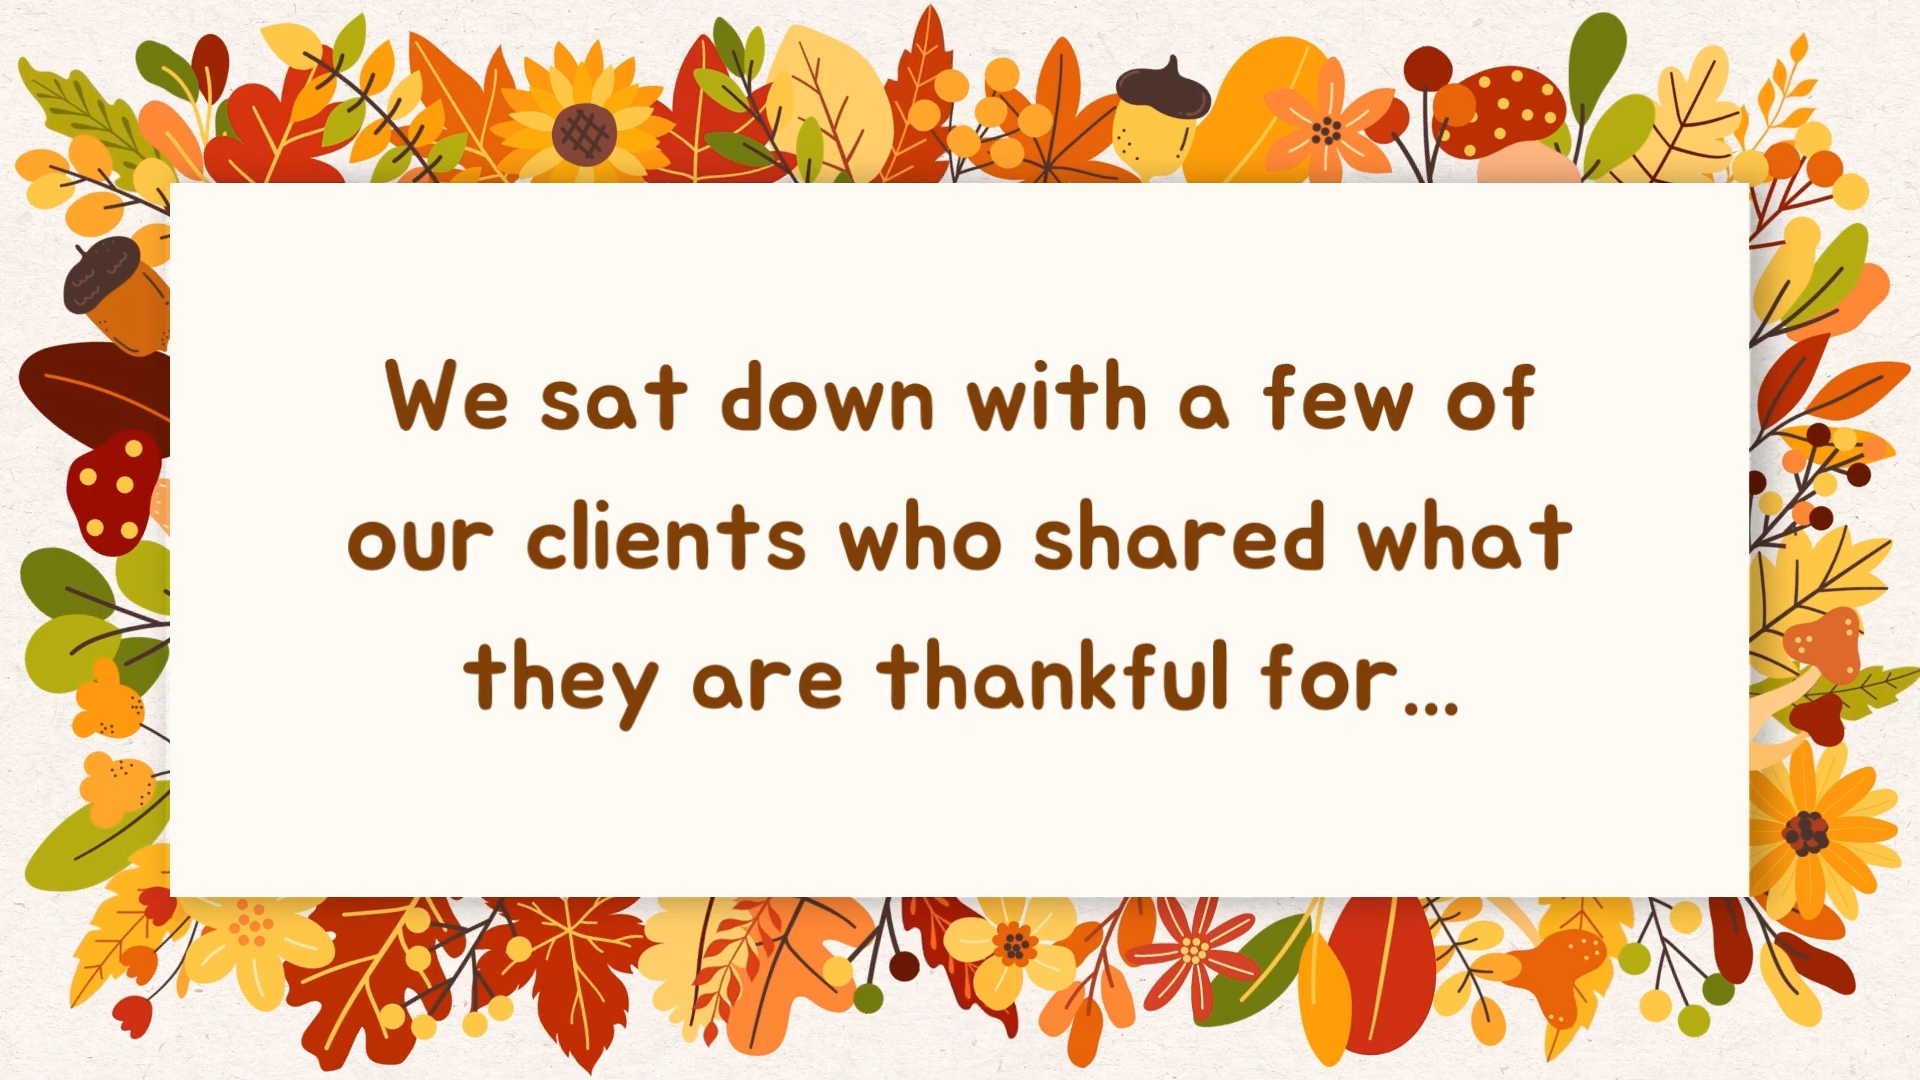 We sat down with a few of
our clients who shared what
they are thankful for...